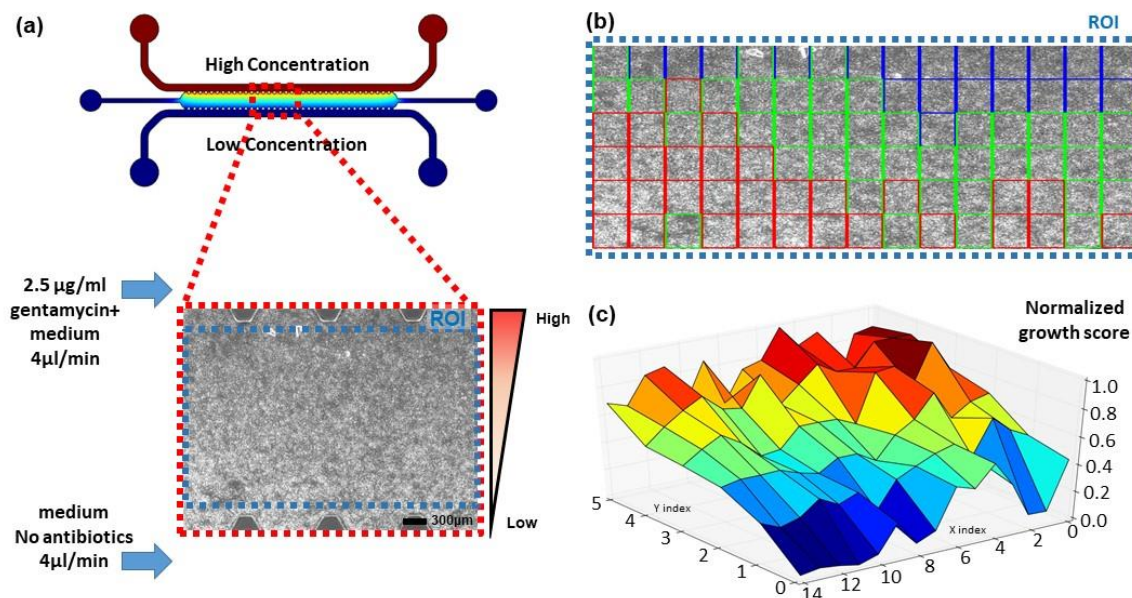 (a)
High Concentration
Low Concentration
2.5 µg/ml
gentamycin+
medium
4µl/min
medium
No antibiotics
4µl/min
ROI
300µm
High
Low
(b)
ROI
(c)
Normalized
growth score
1.0
0.8
0.6
0.4
0.2
0.0
5
4
3
2
1
0
Y index
14
12
10
8
6
4
2
0
X index